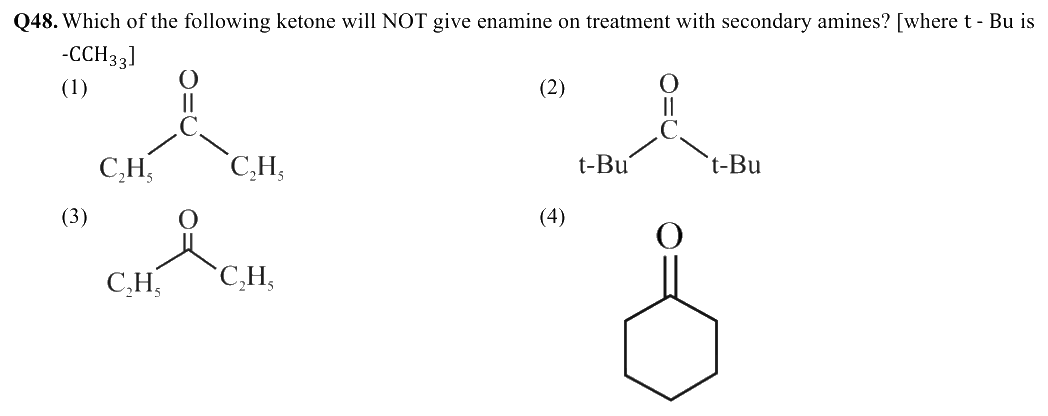 Q48. Which of the following ketone will NOT give enamine on treatment with secondary amines? [where t - Bu is
-CCH₃₃]
(1)
(2)
O
C
C₂H₅ C₂H₅
O
C
t-Bu t-Bu
(3)
(4)
O
C₂H₅ C₂H₅
O